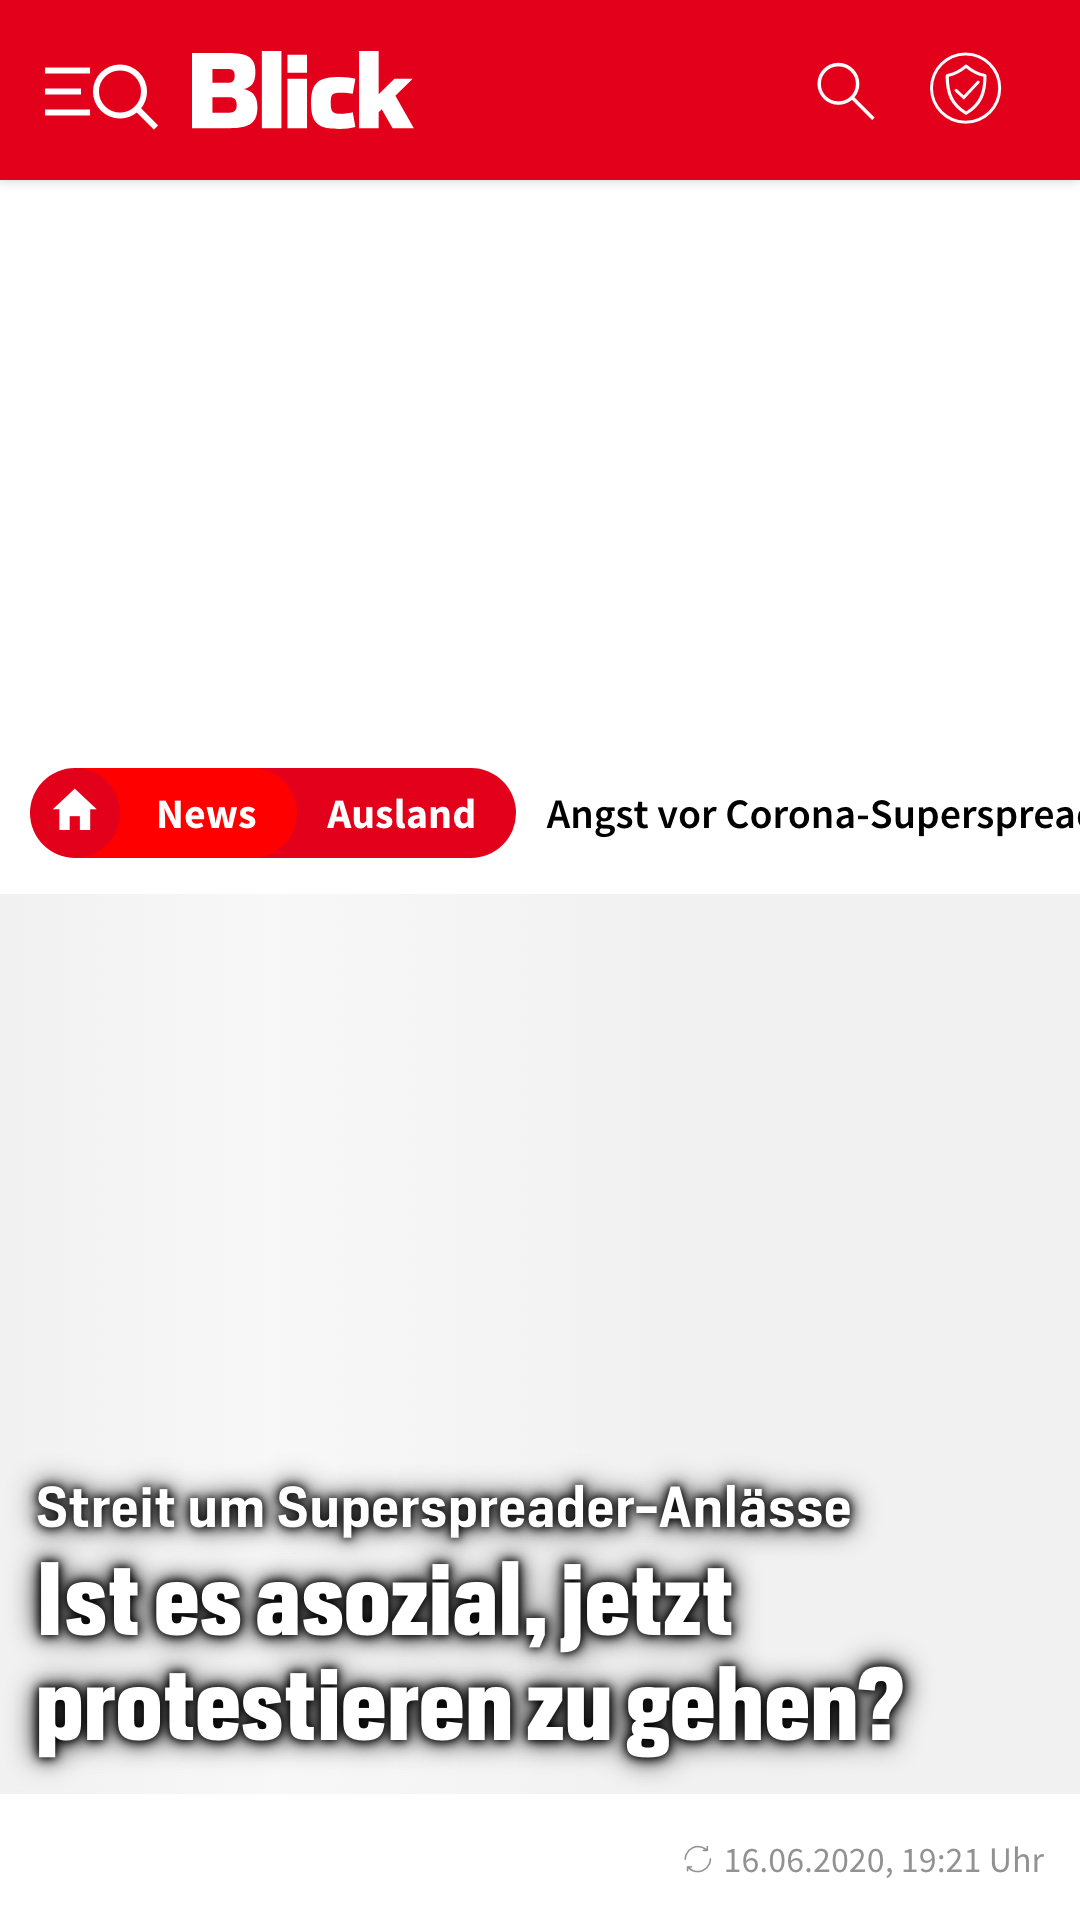 Blick
News Ausland Angst vor Corona-Superspread
Streit um Superspreader-Anlässe
Ist es asozial, jetzt
protestieren zu gehen?
16.06.2020, 19:21 Uhr